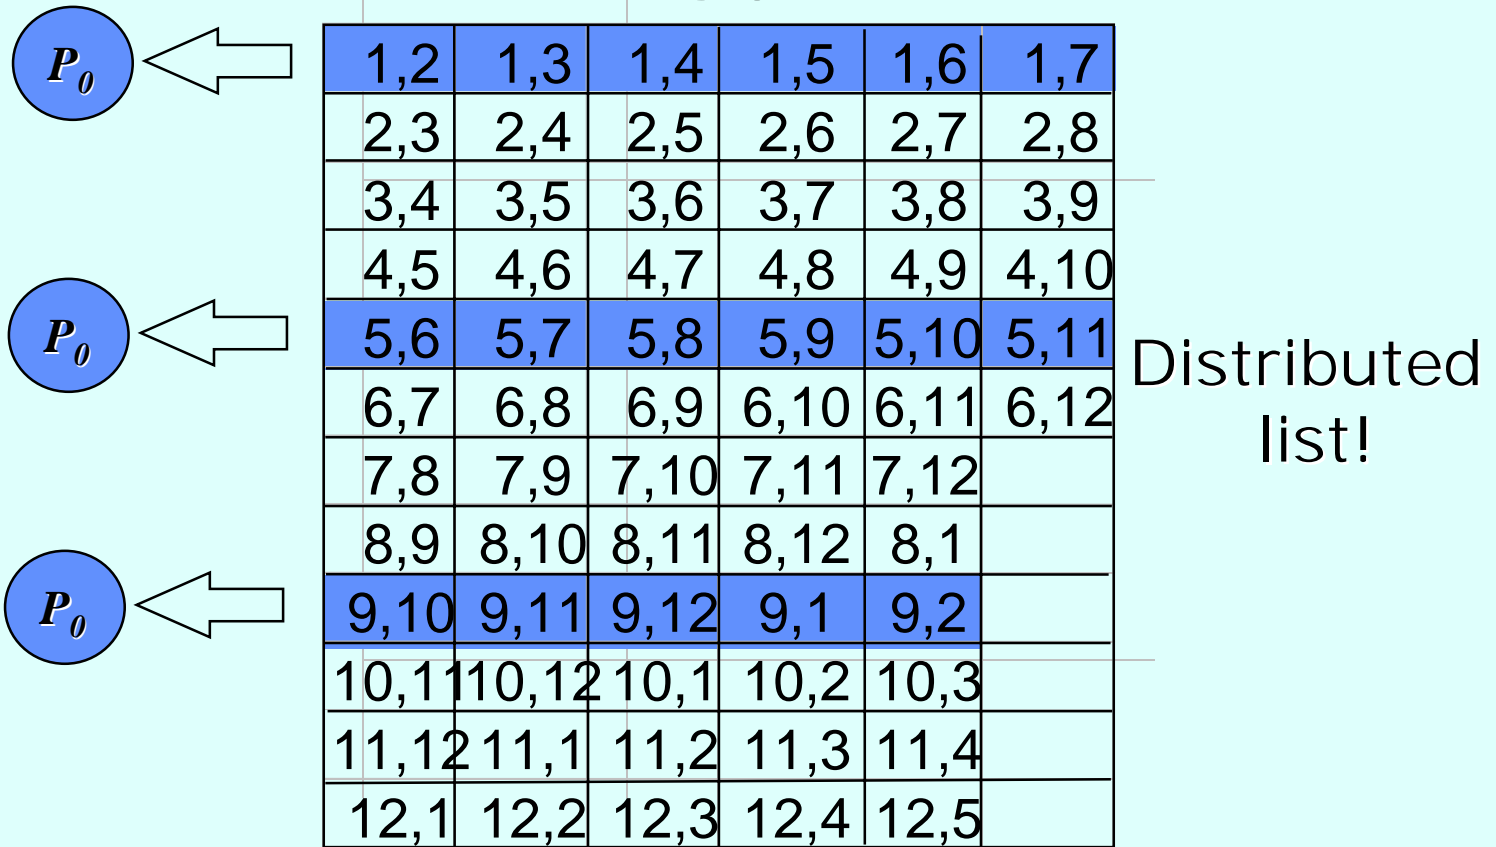 P0 1,2 1,3 1,4 1,5 1,6 1,7
2,3 2,4 2,5 2,6 2,7 2,8
3,4 3,5 3,6 3,7 3,8 3,9
4,5 4,6 4,7 4,8 4,9 4,10
P0 5,6 5,7 5,8 5,9 5,10 5,11
6,7 6,8 6,9 6,10 6,11 6,12
7,8 7,9 7,10 7,11 7,12
8,9 8,10 8,11 8,12 8,1
P0 9,10 9,11 9,12 9,1 9,2
10,11 10,12 10,1 10,2 10,3
11,12 11,1 11,2 11,3 11,4
12,1 12,2 12,3 12,4 12,5
Distributed
list!